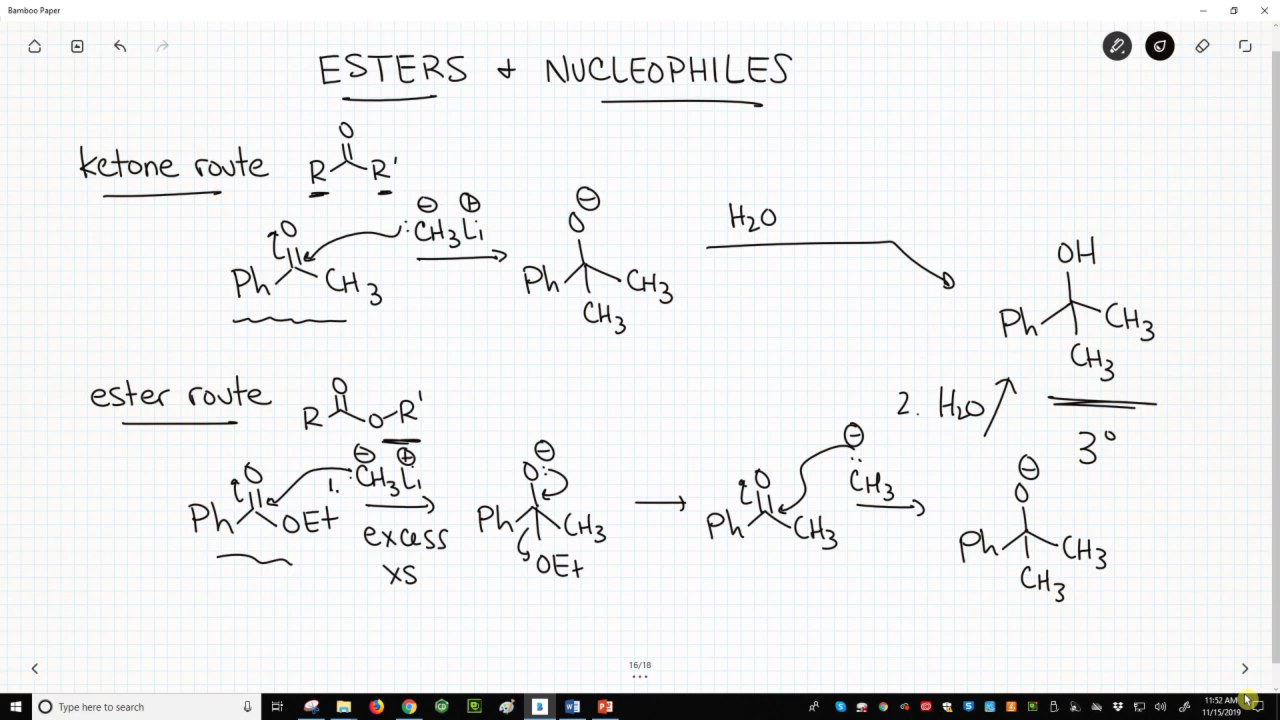 Bamboo Paper
ESTERS + NUCLEOPHILES
ketone route
O
R R'
⊖ ⊕
:CH3Li
O
Ph CH3
⊖
O
Ph CH3
CH3
H2O
OH
Ph CH3
CH3
3°
ester route
O
R O-R'
O
Ph OEt
⊖ ⊕
1. :CH3Li
excess
xs
⊖
O:
Ph CH3
OEt
O
Ph CH3
⊖
:CH3
2. H2O
⊖
O
Ph CH3
CH3
16/18
Type here to search
11:52 AM
11/15/2019